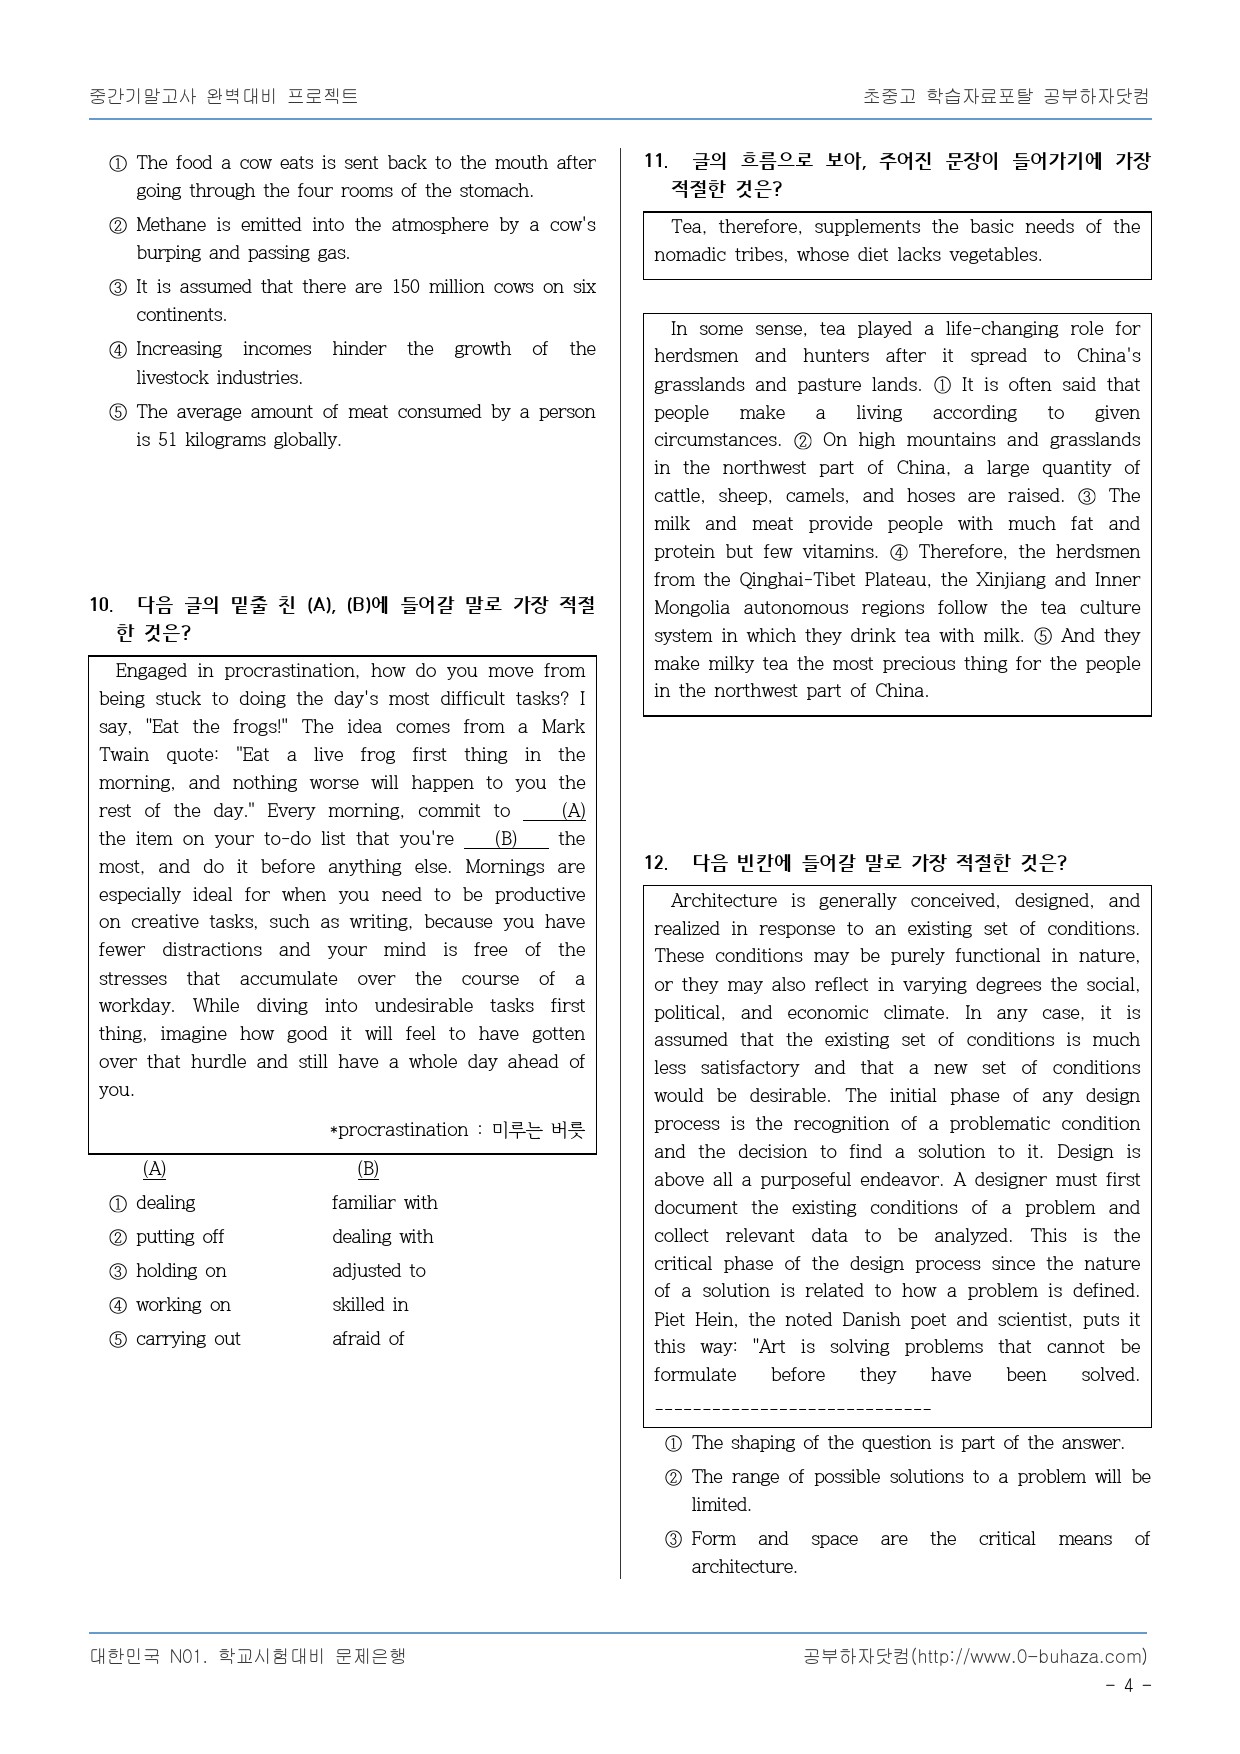 중간기말고사 완벽대비 프로젝트
초중고 학습자료포탈 공부하자닷컴
① The food a cow eats is sent back to the mouth after
going through the four rooms of the stomach.
② Methane is emitted into the atmosphere by a cow's
burping and passing gas.
③ It is assumed that there are 150 million cows on six
continents.
④ Increasing incomes hinder the growth of the
livestock industries.
⑤ The average amount of meat consumed by a person
is 51 kilograms globally.
10. 다음 글의 밑줄 친 (A), (B)에 들어갈 말로 가장 적절
한 것은?
Engaged in procrastination, how do you move from
being stuck to doing the day's most difficult tasks? I
say, "Eat the frogs!" The idea comes from a Mark
Twain quote: "Eat a live frog first thing in the
morning, and nothing worse will happen to you the
rest of the day." Every morning, commit to ___(A)
the item on your to-do list that you're ___(B)___ the
most, and do it before anything else. Mornings are
especially ideal for when you need to be productive
on creative tasks, such as writing, because you have
fewer distractions and your mind is free of the
stresses that accumulate over the course of a
workday. While diving into undesirable tasks first
thing, imagine how good it will feel to have gotten
over that hurdle and still have a whole day ahead of
you.
*procrastination : 미루는 버릇
(A) (B)
① dealing familiar with
② putting off dealing with
③ holding on adjusted to
④ working on skilled in
⑤ carrying out afraid of
11. 글의 흐름으로 보아, 주어진 문장이 들어가기에 가장
적절한 것은?
Tea, therefore, supplements the basic needs of the
nomadic tribes, whose diet lacks vegetables.
In some sense, tea played a life-changing role for
herdsmen and hunters after it spread to China's
grasslands and pasture lands. ① It is often said that
people make a living according to given
circumstances. ② On high mountains and grasslands
in the northwest part of China, a large quantity of
cattle, sheep, camels, and hoses are raised. ③ The
milk and meat provide people with much fat and
protein but few vitamins. ④ Therefore, the herdsmen
from the Qinghai-Tibet Plateau, the Xinjiang and Inner
Mongolia autonomous regions follow the tea culture
system in which they drink tea with milk. ⑤ And they
make milky tea the most precious thing for the people
in the northwest part of China.
12. 다음 빈칸에 들어갈 말로 가장 적절한 것은?
Architecture is generally conceived, designed, and
realized in response to an existing set of conditions.
These conditions may be purely functional in nature,
or they may also reflect in varying degrees the social,
political, and economic climate. In any case, it is
assumed that the existing set of conditions is much
less satisfactory and that a new set of conditions
would be desirable. The initial phase of any design
process is the recognition of a problematic condition
and the decision to find a solution to it. Design is
above all a purposeful endeavor. A designer must first
document the existing conditions of a problem and
collect relevant data to be analyzed. This is the
critical phase of the design process since the nature
of a solution is related to how a problem is defined.
Piet Hein, the noted Danish poet and scientist, puts it
this way: "Art is solving problems that cannot be
formulate before they have been solved.
-----------------------------
① The shaping of the question is part of the answer.
② The range of possible solutions to a problem will be
limited.
③ Form and space are the critical means of
architecture.
대한민국 N01. 학교시험대비 문제은행
공부하자닷컴(http://www.0-buhaza.com)
- 4 -